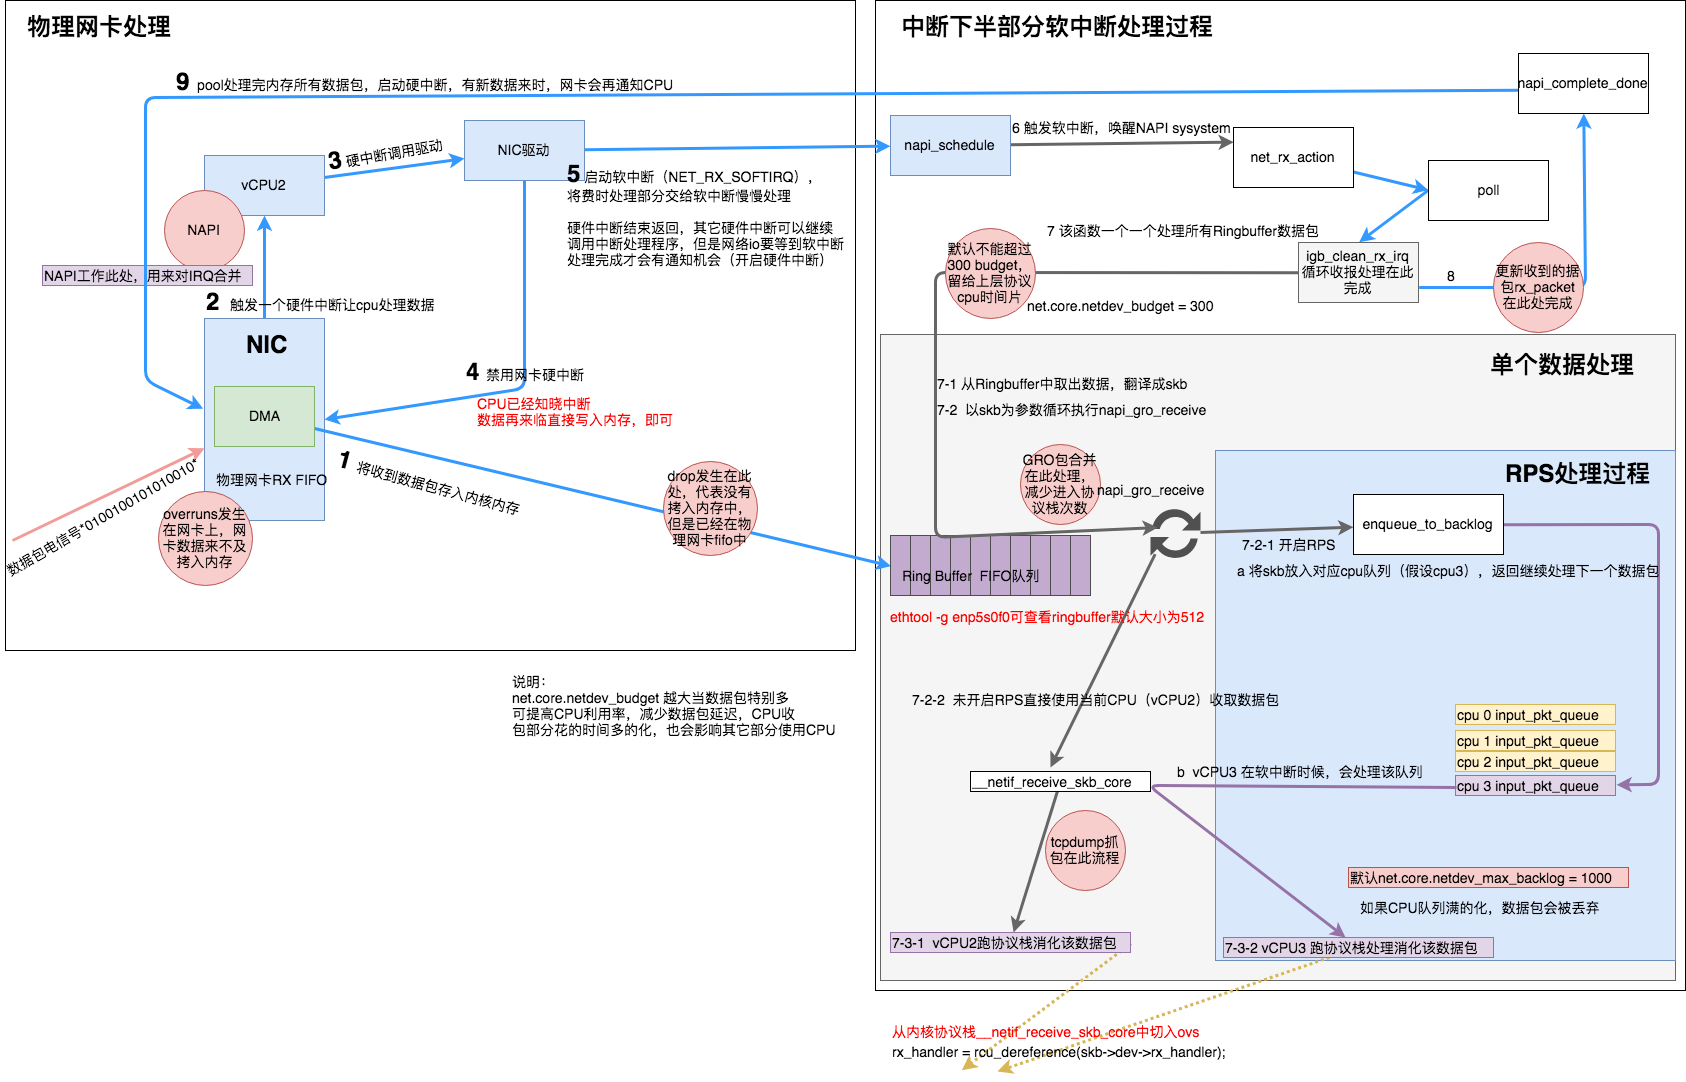 物理网卡处理
9 pool处理完内存所有数据包，启动硬中断，有新数据来时，网卡会再通知CPU
vCPU2
3 硬中断调用驱动
NIC驱动
NAPI
NAPI工作此处，用来对IRQ合并
5 启动软中断（NET_RX_SOFTIRQ），
将费时处理部分交给软中断慢慢处理
硬件中断结束返回，其它硬件中断可以继续
调用中断处理程序，但是网络io要等到软中断
处理完成才会有通知机会（开启硬件中断）
2 触发一个硬件中断让cpu处理数据
NIC
DMA
4 禁用网卡硬中断
CPU已经知晓中断
数据再来临直接写入内存，即可
1 将收到数据包存入内核内存
物理网卡RX FIFO
数据包电信号*0100100101010010*
overruns发生
在网卡上，网
卡数据来不及
拷入内存
drop发生在此
处，代表没有
拷入内存中，
但是已经在物
理网卡fifo中
说明：
net.core.netdev_budget 越大当数据包特别多
可提高CPU利用率，减少数据包延迟，CPU收
包部分花的时间多的化，也会影响其它部分使用CPU
中断下半部分软中断处理过程
napi_complete_done
napi_schedule
6 触发软中断，唤醒NAPI sysystem
net_rx_action
poll
7 该函数一个一个处理所有Ringbuffer数据包
默认不能超过
300 budget，
留给上层协议
cpu时间片
net.core.netdev_budget = 300
igb_clean_rx_irq
循环收报处理在此
完成
8
更新收到的据
包rx_packet
在此处完成
单个数据处理
7-1 从Ringbuffer中取出数据，翻译成skb
7-2 以skb为参数循环执行napi_gro_receive
GRO包合并
在此处理，
减少进入协
议栈次数
napi_gro_receive
Ring Buffer FIFO队列
ethtool -g enp5s0f0可查看ringbuffer默认大小为512
RPS处理过程
enqueue_to_backlog
7-2-1 开启RPS
a 将skb放入对应cpu队列（假设cpu3），返回继续处理下一个数据包
7-2-2 未开启RPS直接使用当前CPU（vCPU2）收取数据包
cpu 0 input_pkt_queue
cpu 1 input_pkt_queue
cpu 2 input_pkt_queue
cpu 3 input_pkt_queue
b vCPU3 在软中断时候，会处理该队列
__netif_receive_skb_core
tcpdump抓
包在此流程
默认net.core.netdev_max_backlog = 1000
如果CPU队列满的化，数据包会被丢弃
7-3-1 vCPU2跑协议栈消化该数据包
7-3-2 vCPU3 跑协议栈处理消化该数据包
从内核协议栈__netif_receive_skb_core中切入ovs
rx_handler = rcu_dereference(skb->dev->rx_handler);